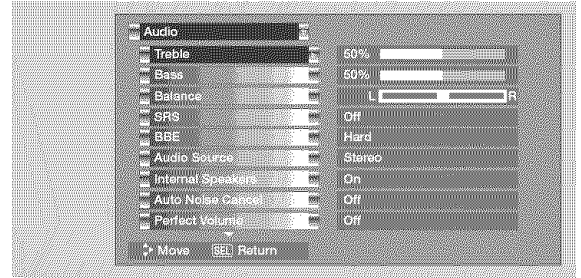 Audio
Treble 50%
Bass 50%
Balance L R
SRS Off
BBE Hard
Audio Source Stereo
Internal Speakers On
Auto Noise Cancel Off
Perfect Volume Off
Move SEL Return